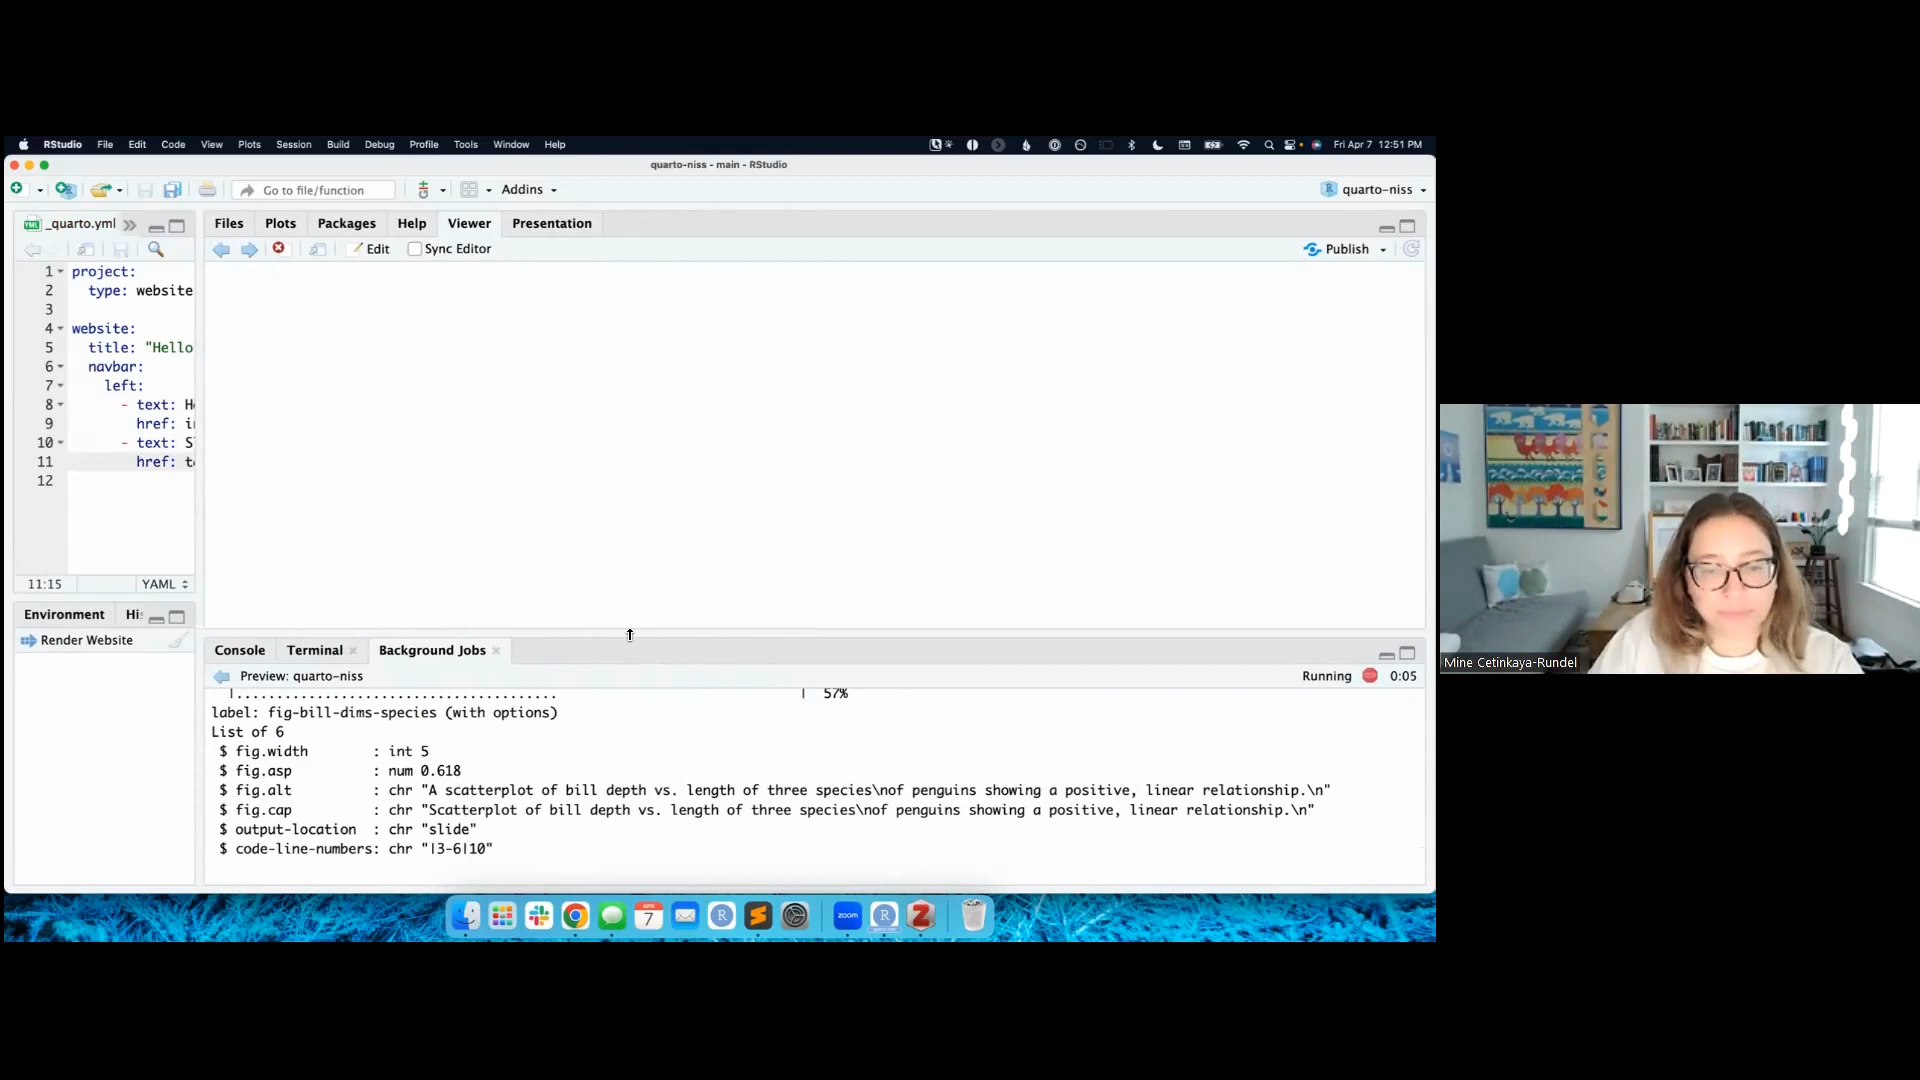 RStudio File Edit Code View Plots Session Build Debug Profile Tools Window Help Fri Apr 7 12:51 PM
quarto-niss - main - RStudio
Go to file/function Addins quarto-niss
_quarto.yml
Files Plots Packages Help Viewer Presentation
Edit Sync Editor Publish
1 project:
2 type: website
3
4 website:
5 title: "Hello
6 navbar:
7 left:
8 - text: H
9 href: i
10 - text: S
11 href: t
12
11:15 YAML
Environment Hi
Render Website
Console Terminal Background Jobs
Preview: quarto-niss Running 0:05
|........................................ | 57%
label: fig-bill-dims-species (with options)
List of 6
$ fig.width : int 5
$ fig.asp : num 0.618
$ fig.alt : chr "A scatterplot of bill depth vs. length of three species\nof penguins showing a positive, linear relationship.\n"
$ fig.cap : chr "Scatterplot of bill depth vs. length of three species\nof penguins showing a positive, linear relationship.\n"
$ output-location : chr "slide"
$ code-line-numbers: chr "|3-6|10"
APR
7
zoom
Mine Cetinkaya-Rundel